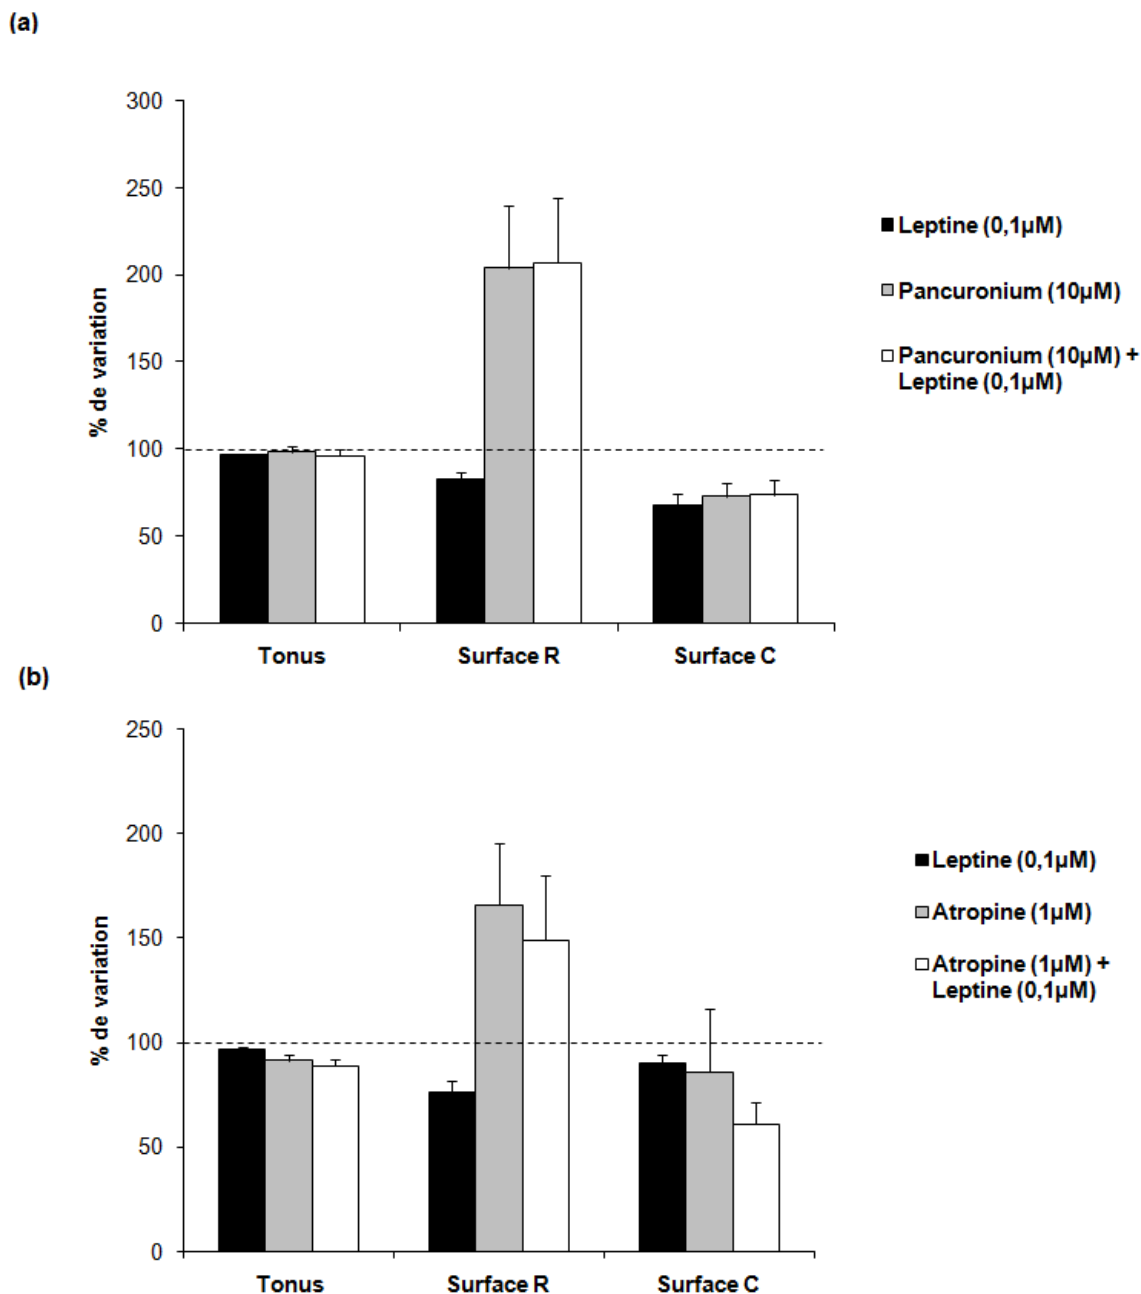 (a)
300
250
200
150
100
50
0
% de variation
Tonus
Surface R
Surface C
Leptine (0,1µM)
Pancuronium (10µM)
Pancuronium (10µM) +
Leptine (0,1µM)
(b)
250
200
150
100
50
0
% de variation
Tonus
Surface R
Surface C
Leptine (0,1µM)
Atropine (1µM)
Atropine (1µM) +
Leptine (0,1µM)